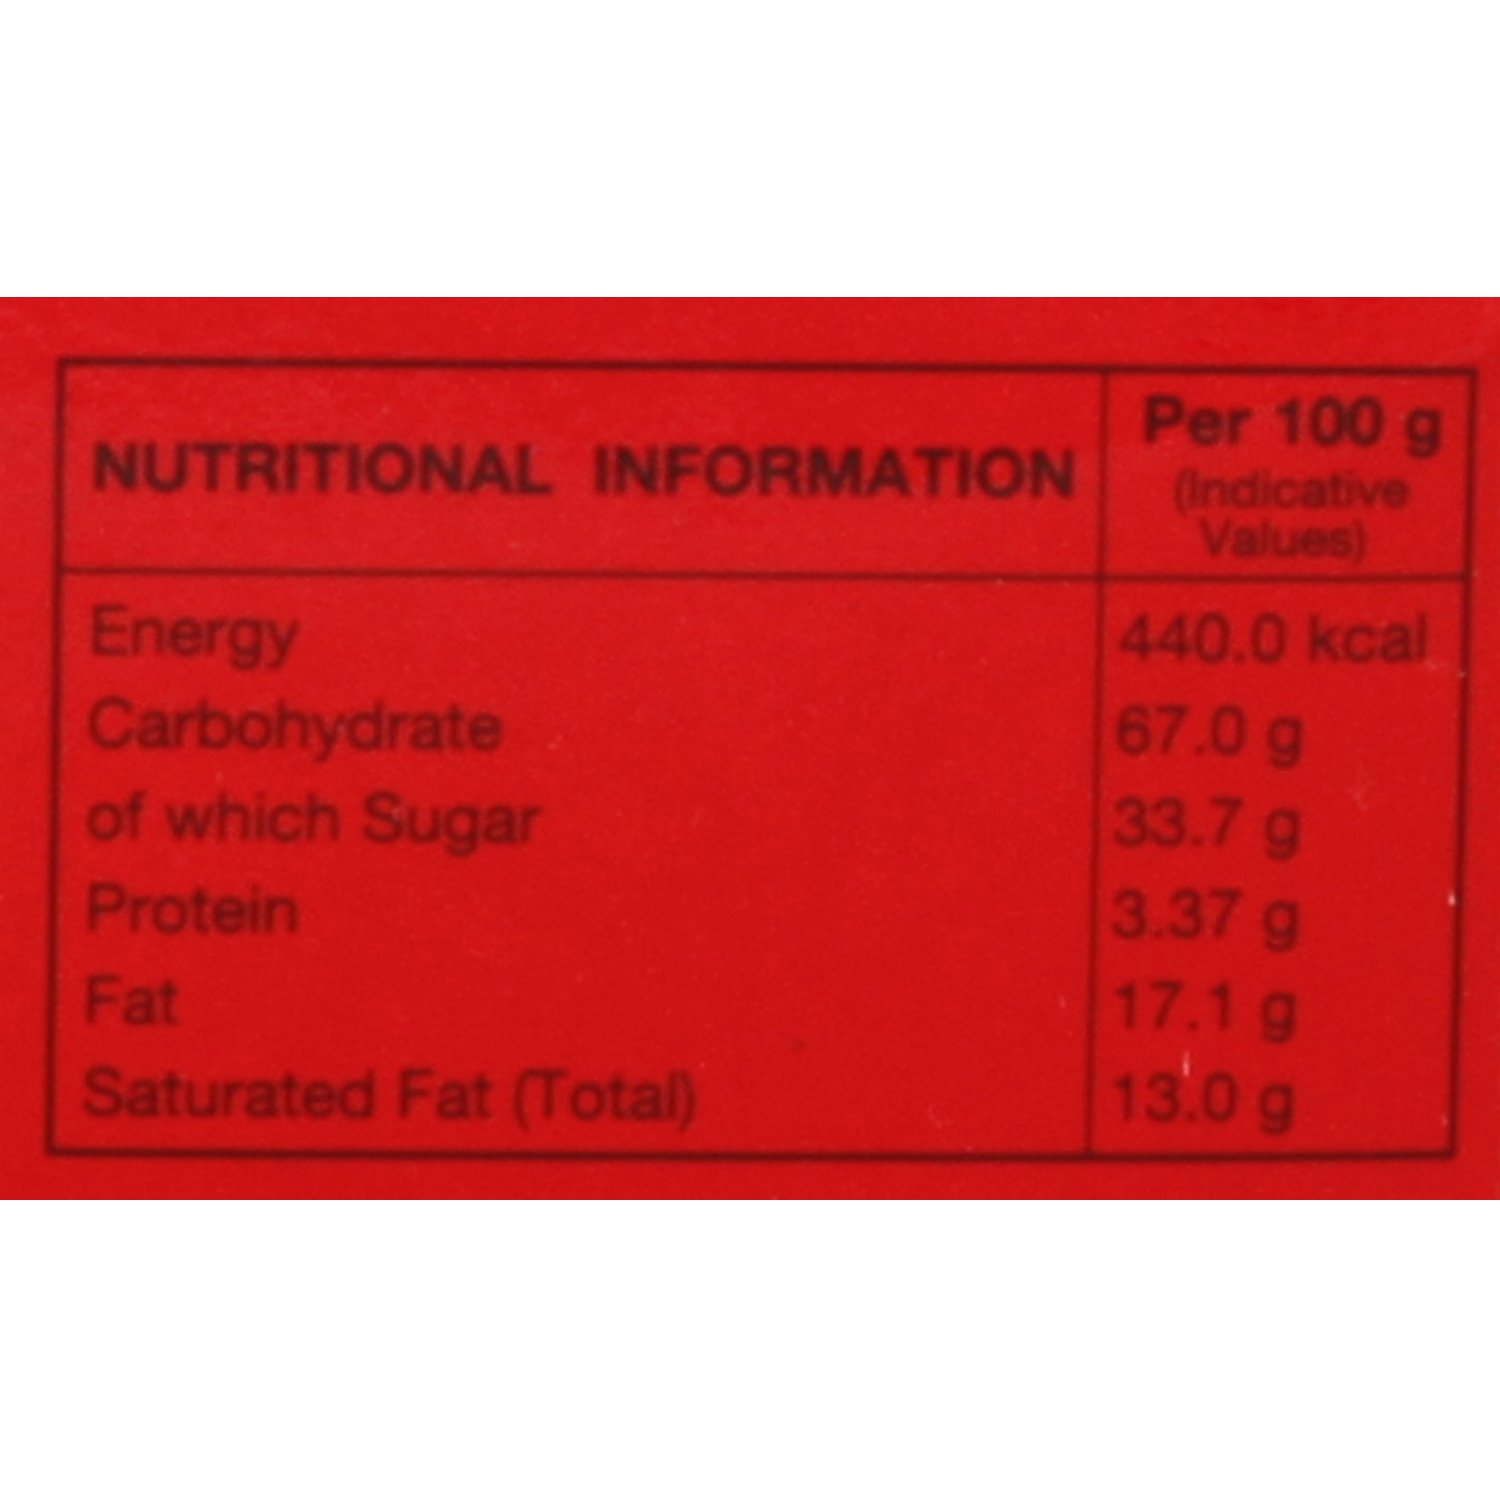 NUTRITIONAL INFORMATION Per 100 g
(Indicative
Values)
Energy 440.0 kcal
Carbohydrate 67.0 g
of which Sugar 33.7 g
Protein 3.37 g
Fat 17.1 g
Saturated Fat (Total) 13.0 g